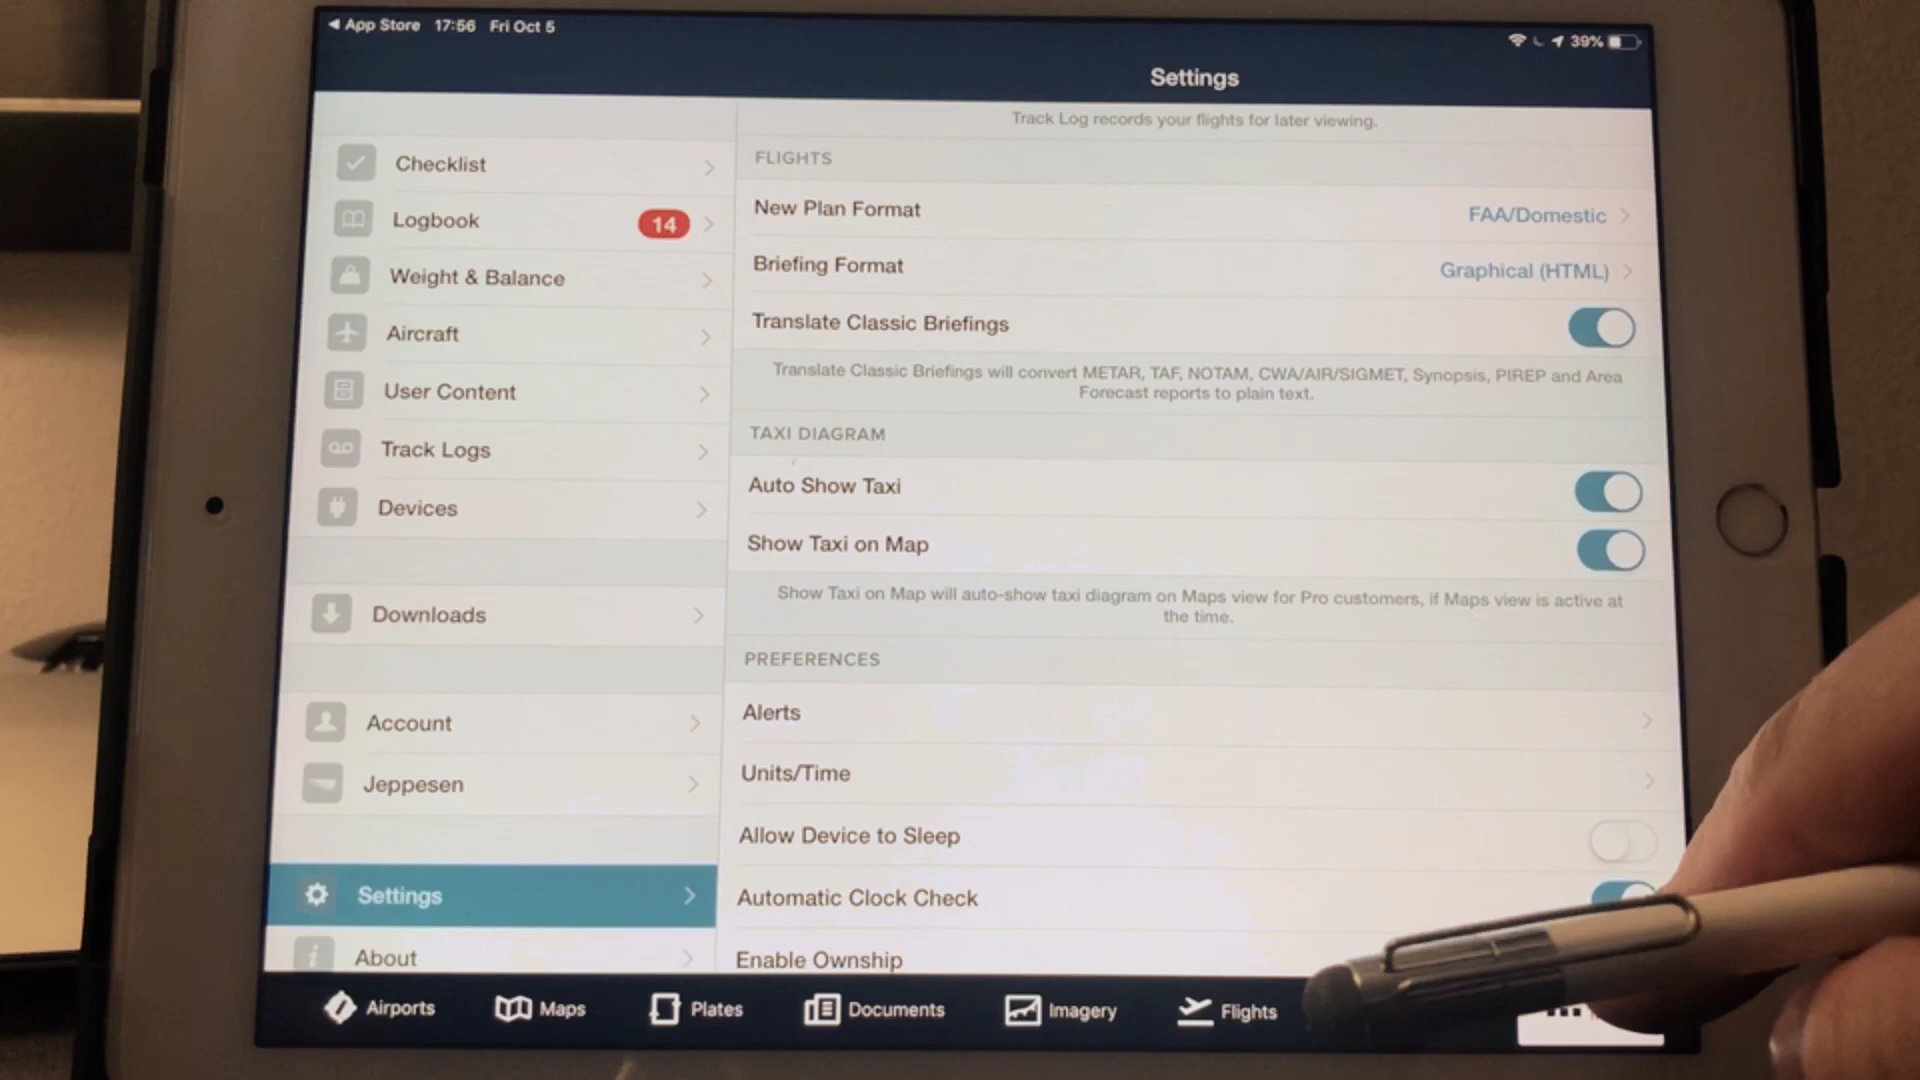 ◀ App Store 17:56 Fri Oct 5
39%
Settings
Checklist
Logbook 14
Weight & Balance
Aircraft
User Content
Track Logs
Devices
Downloads
Account
Jeppesen
Settings
About
Track Log records your flights for later viewing.
FLIGHTS
New Plan Format FAA/Domestic
Briefing Format Graphical (HTML)
Translate Classic Briefings
Translate Classic Briefings will convert METAR, TAF, NOTAM, CWA/AIR/SIGMET, Synopsis, PIREP and Area
Forecast reports to plain text.
TAXI DIAGRAM
Auto Show Taxi
Show Taxi on Map
Show Taxi on Map will auto-show taxi diagram on Maps view for Pro customers, if Maps view is active at
the time.
PREFERENCES
Alerts
Units/Time
Allow Device to Sleep
Automatic Clock Check
Enable Ownship
Airports Maps Plates Documents Imagery Flights